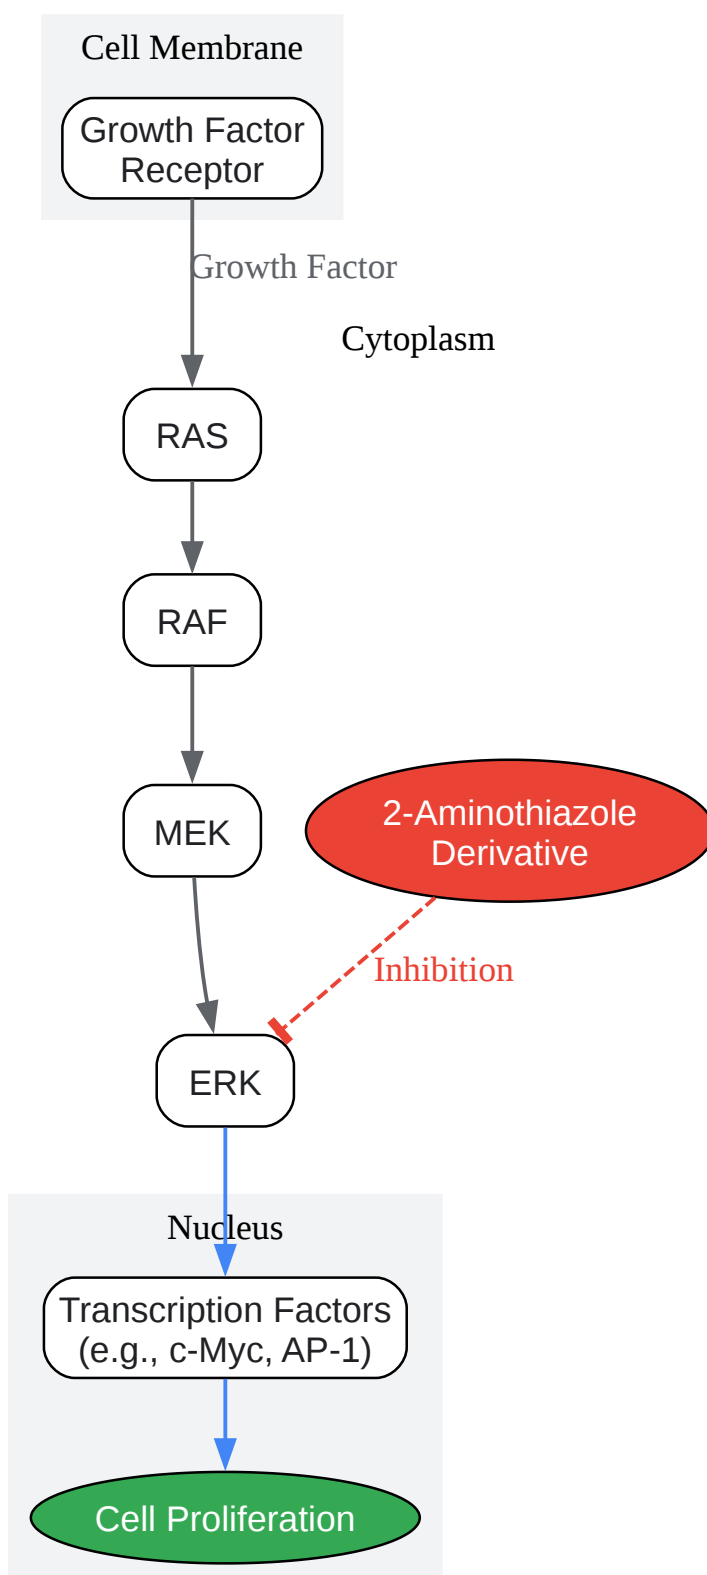 Cell Membrane
Growth Factor
Receptor
Growth Factor
Cytoplasm
RAS
RAF
MEK
2-Aminothiazole
Derivative
Inhibition
ERK
Nucleus
Transcription Factors
(e.g., c-Myc, AP-1)
Cell Proliferation